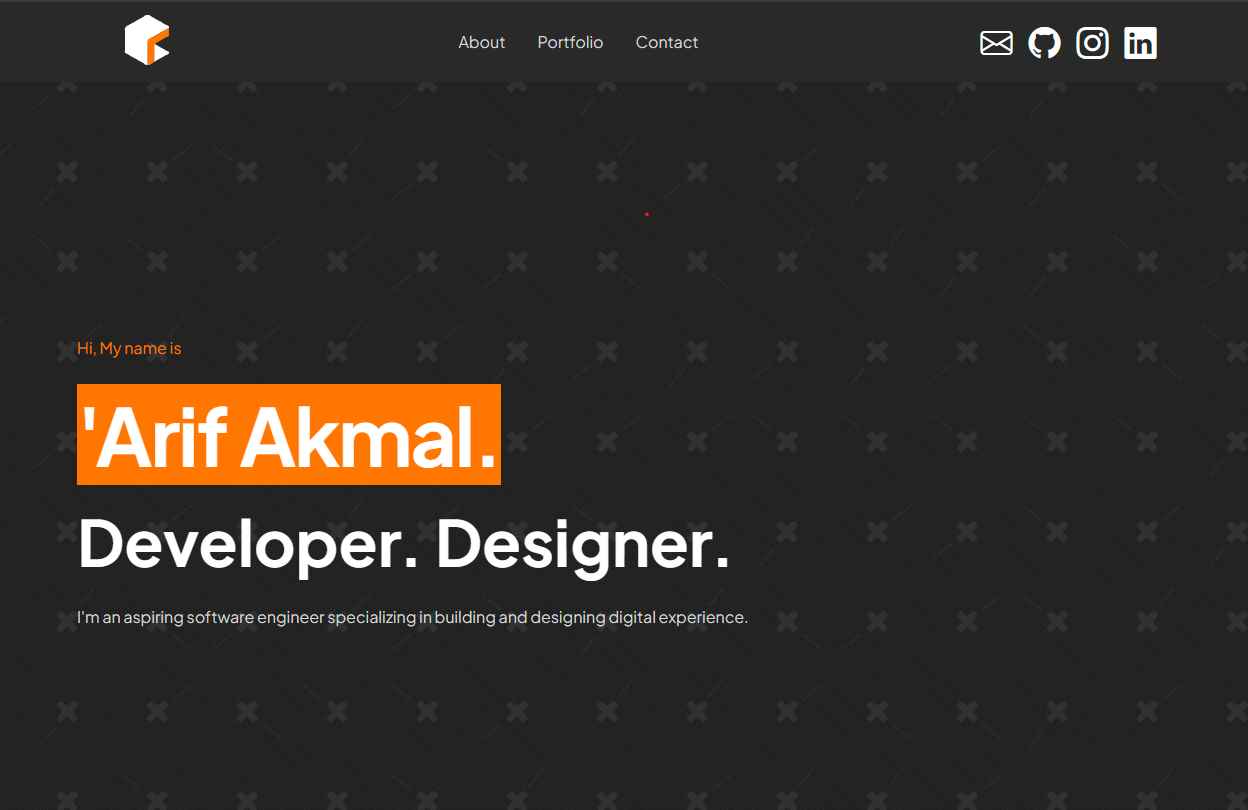 About Portfolio Contact
Hi, My name is
'Arif Akmal.
Developer. Designer.
I'm an aspiring software engineer specializing in building and designing digital experience.